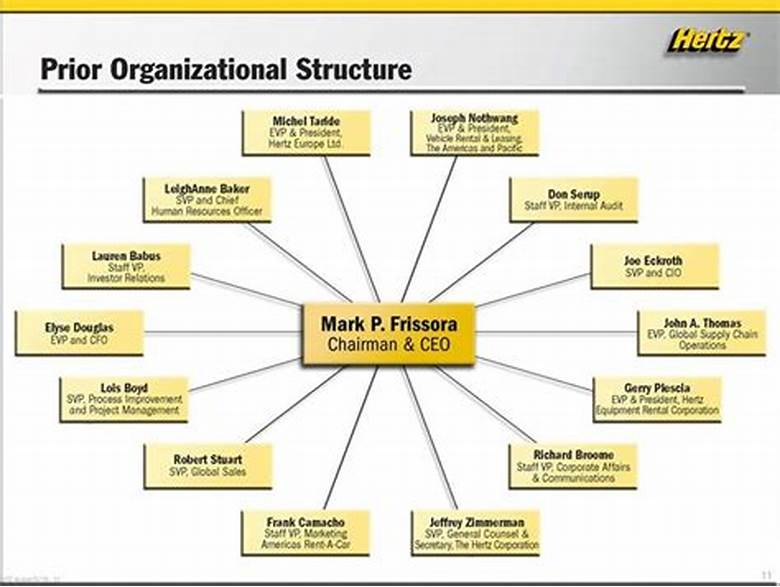 Hertz
Prior Organizational Structure
Michel Taride
EVP & President,
Hertz Europe Ltd.
Joseph Nothwang
EVP & President,
Vehicle Rental & Leasing,
The Americas and Pacific
LeighAnne Baker
SVP and Chief
Human Resources Officer
Don Serup
Staff VP, Internal Audit
Lauren Babus
Staff VP,
Investor Relations
Joe Eckroth
SVP and CIO
Elyse Douglas
EVP and CFO
Mark P. Frissora
Chairman & CEO
John A. Thomas
EVP, Global Supply Chain
Operations
Lois Boyd
SVP, Process Improvement
and Project Management
Gerry Plescia
EVP & President, Hertz
Equipment Rental Corporation
Robert Stuart
SVP, Global Sales
Richard Broome
Staff VP, Corporate Affairs
& Communications
Frank Camacho
Staff VP, Marketing
Americas Rent-A-Car
Jeffrey Zimmerman
SVP, General Counsel &
Secretary, The Hertz Corporation
11